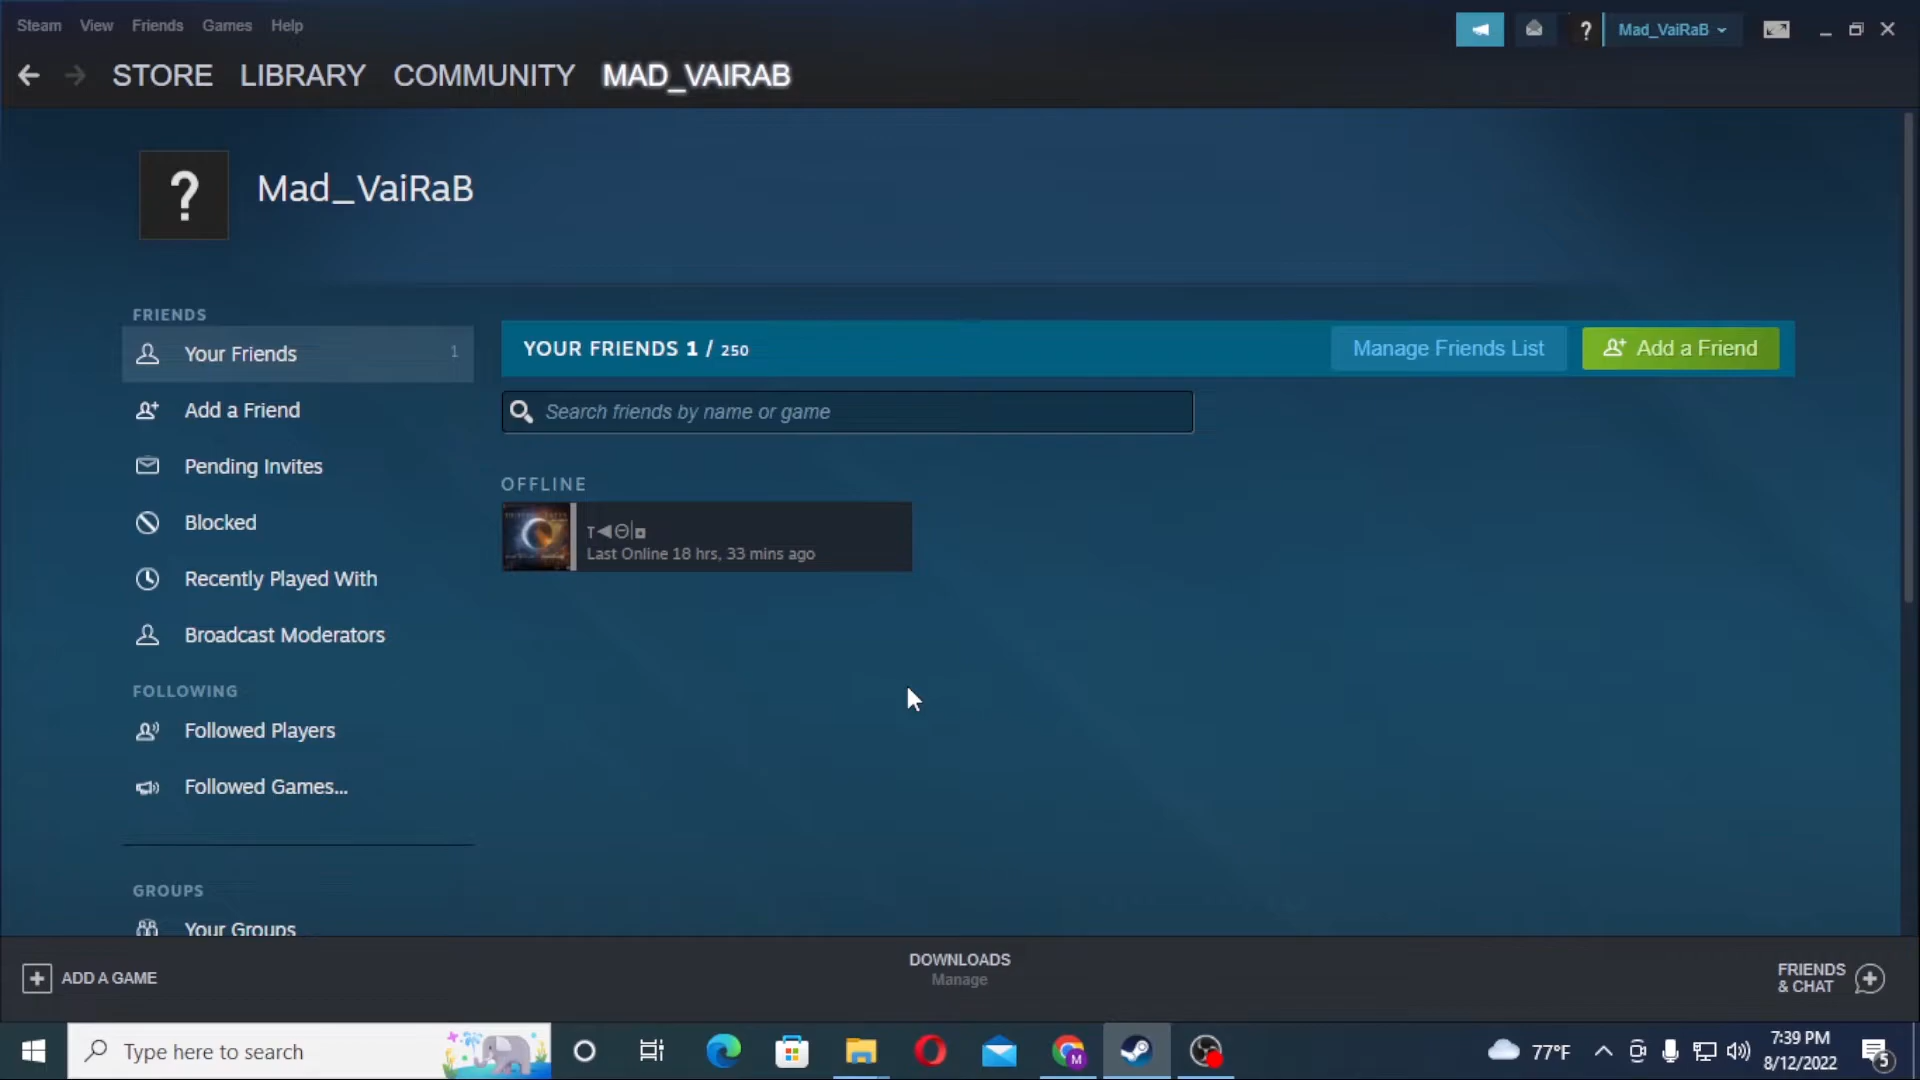 Steam View Friends Games Help
Mad_VaiRaB
STORE LIBRARY COMMUNITY MAD_VAIRAB
?
Mad_VaiRaB
FRIENDS
Your Friends 1
Add a Friend
Pending Invites
Blocked
Recently Played With
Broadcast Moderators
FOLLOWING
Followed Players
Followed Games...
GROUPS
Your Groups
YOUR FRIENDS 1 / 250
Manage Friends List
Add a Friend
Search friends by name or game
OFFLINE
Last Online 18 hrs, 33 mins ago
ADD A GAME
DOWNLOADS
Manage
FRIENDS
& CHAT
Type here to search
M
77°F
7:39 PM
8/12/2022
5